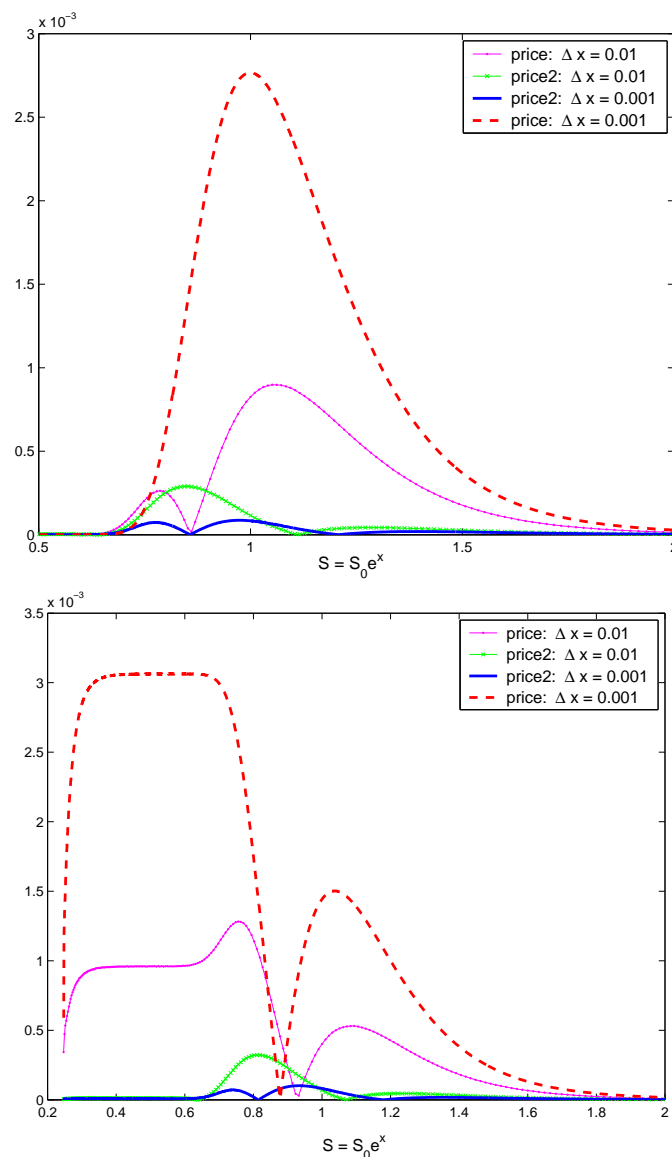 x 10⁻³
3
2.5
2
1.5
1
0.5
0
0.5 1 1.5 2
S = S₀eˣ
price: Δ x = 0.01
price2: Δ x = 0.01
price2: Δ x = 0.001
price: Δ x = 0.001
x 10⁻³
3.5
3
2.5
2
1.5
1
0.5
0
0.2 0.4 0.6 0.8 1 1.2 1.4 1.6 1.8 2
S = S₀eˣ
price: Δ x = 0.01
price2: Δ x = 0.01
price2: Δ x = 0.001
price: Δ x = 0.001